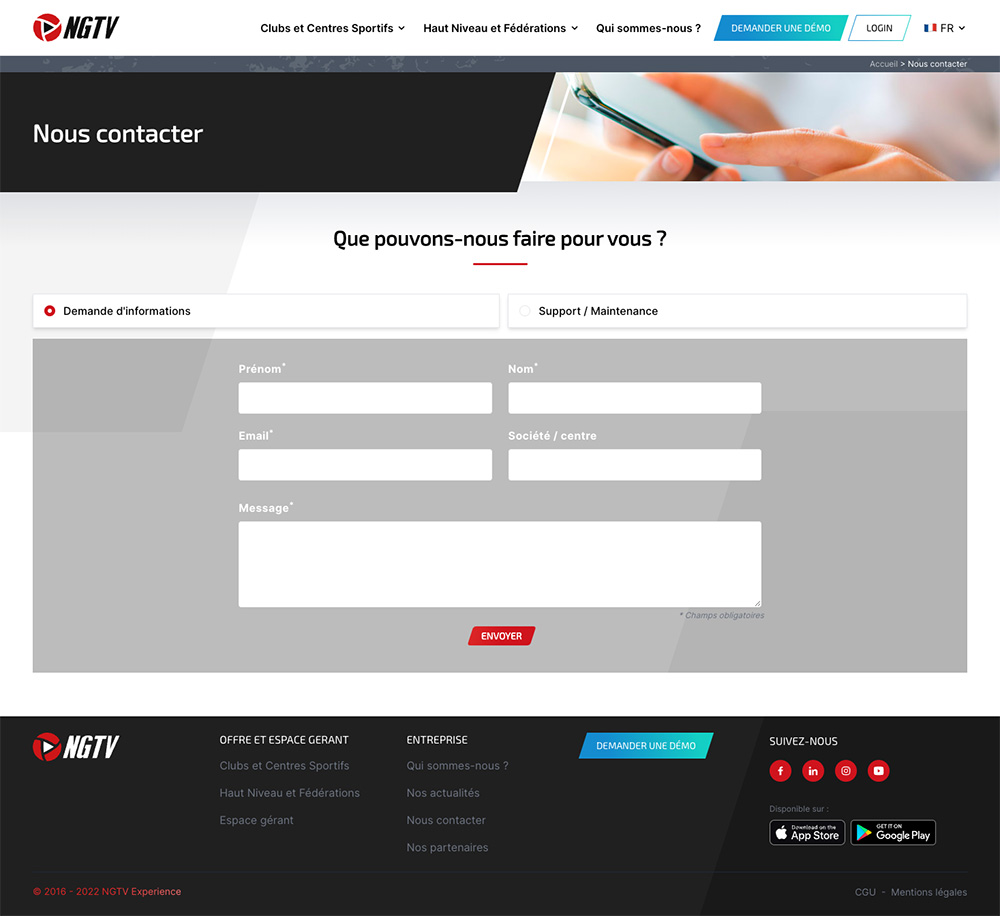 NGTV
Clubs et Centres Sportifs
Haut Niveau et Fédérations
Qui sommes-nous ?
DEMANDER UNE DÉMO
LOGIN
FR
Accueil > Nous contacter
Nous contacter
Que pouvons-nous faire pour vous ?
Demande d'informations
Support / Maintenance
Prénom*
Nom*
Email*
Société / centre
Message*
* Champs obligatoires
ENVOYER
NGTV
OFFRE ET ESPACE GERANT
Clubs et Centres Sportifs
Haut Niveau et Fédérations
Espace gérant
ENTREPRISE
Qui sommes-nous ?
Nos actualités
Nous contacter
Nos partenaires
DEMANDER UNE DÉMO
SUIVEZ-NOUS
Disponible sur :
Download on the
App Store
GET IT ON
Google Play
© 2016 - 2022 NGTV Experience
CGU - Mentions légales